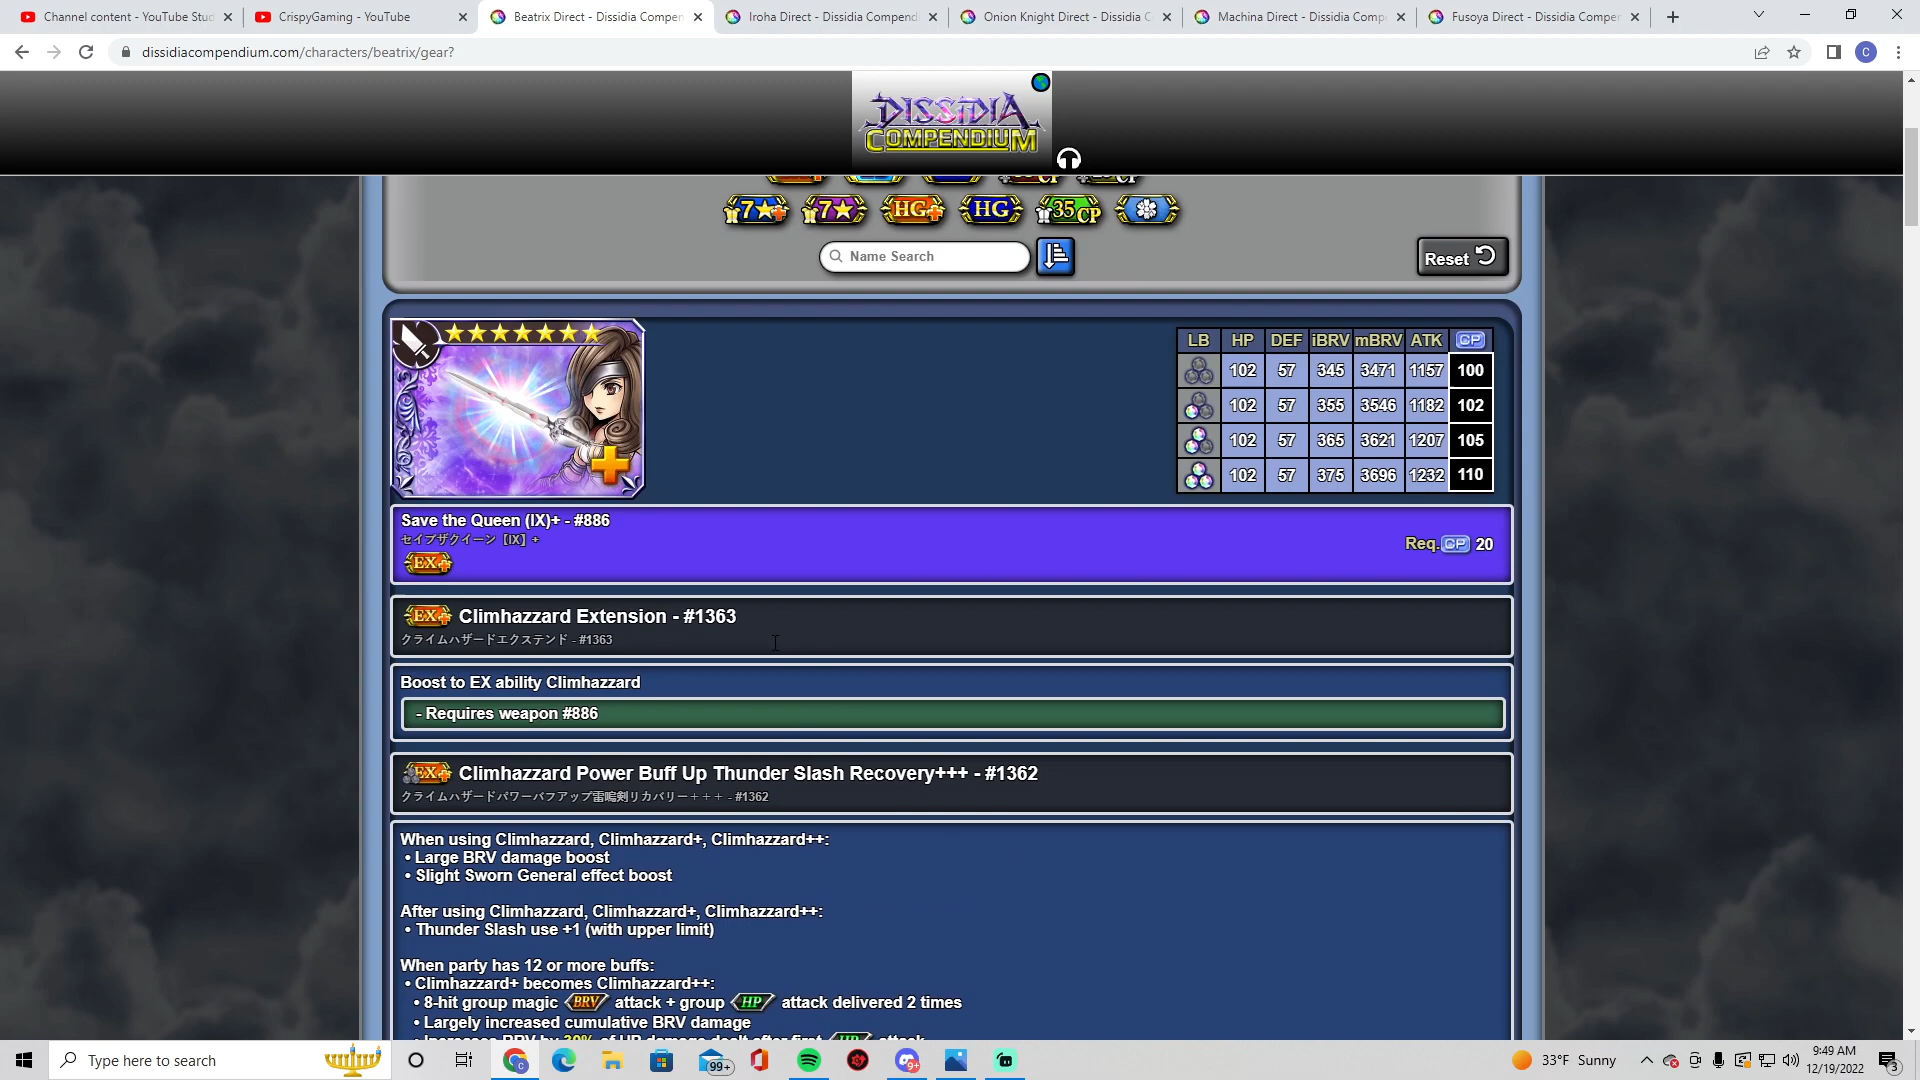 Channel content - YouTube Stud
CrispyGaming - YouTube
Beatrix Direct - Dissidia Compen
Iroha Direct - Dissidia Compend
Onion Knight Direct - Dissidia C
Machina Direct - Dissidia Comp
Fusoya Direct - Dissidia Compen
dissidiacompendium.com/characters/beatrix/gear?
C
DISSIDIA
COMPENDIUM
7★+ 7★ HG+ HG 35 CP
Name Search
Reset
LB HP DEF iBRV mBRV ATK CP
102 57 345 3471 1157 100
102 57 355 3546 1182 102
102 57 365 3621 1207 105
102 57 375 3696 1232 110
Save the Queen (IX)+ - #886
セイブザクイーン【IX】+
EX+
Req. CP 20
EX+ Climhazzard Extension - #1363
クライムハザードエクステンド - #1363
Boost to EX ability Climhazzard
- Requires weapon #886
EX+ Climhazzard Power Buff Up Thunder Slash Recovery+++ - #1362
クライムハザードパワーバフアップ雷鳴剣リカバリー＋＋＋ - #1362
When using Climhazzard, Climhazzard+, Climhazzard++:
• Large BRV damage boost
• Slight Sworn General effect boost
After using Climhazzard, Climhazzard+, Climhazzard++:
• Thunder Slash use +1 (with upper limit)
When party has 12 or more buffs:
• Climhazzard+ becomes Climhazzard++:
• 8-hit group magic BRV attack + group HP attack delivered 2 times
• Largely increased cumulative BRV damage
Type here to search
99+
9+
33°F Sunny
9:49 AM
12/19/2022
3